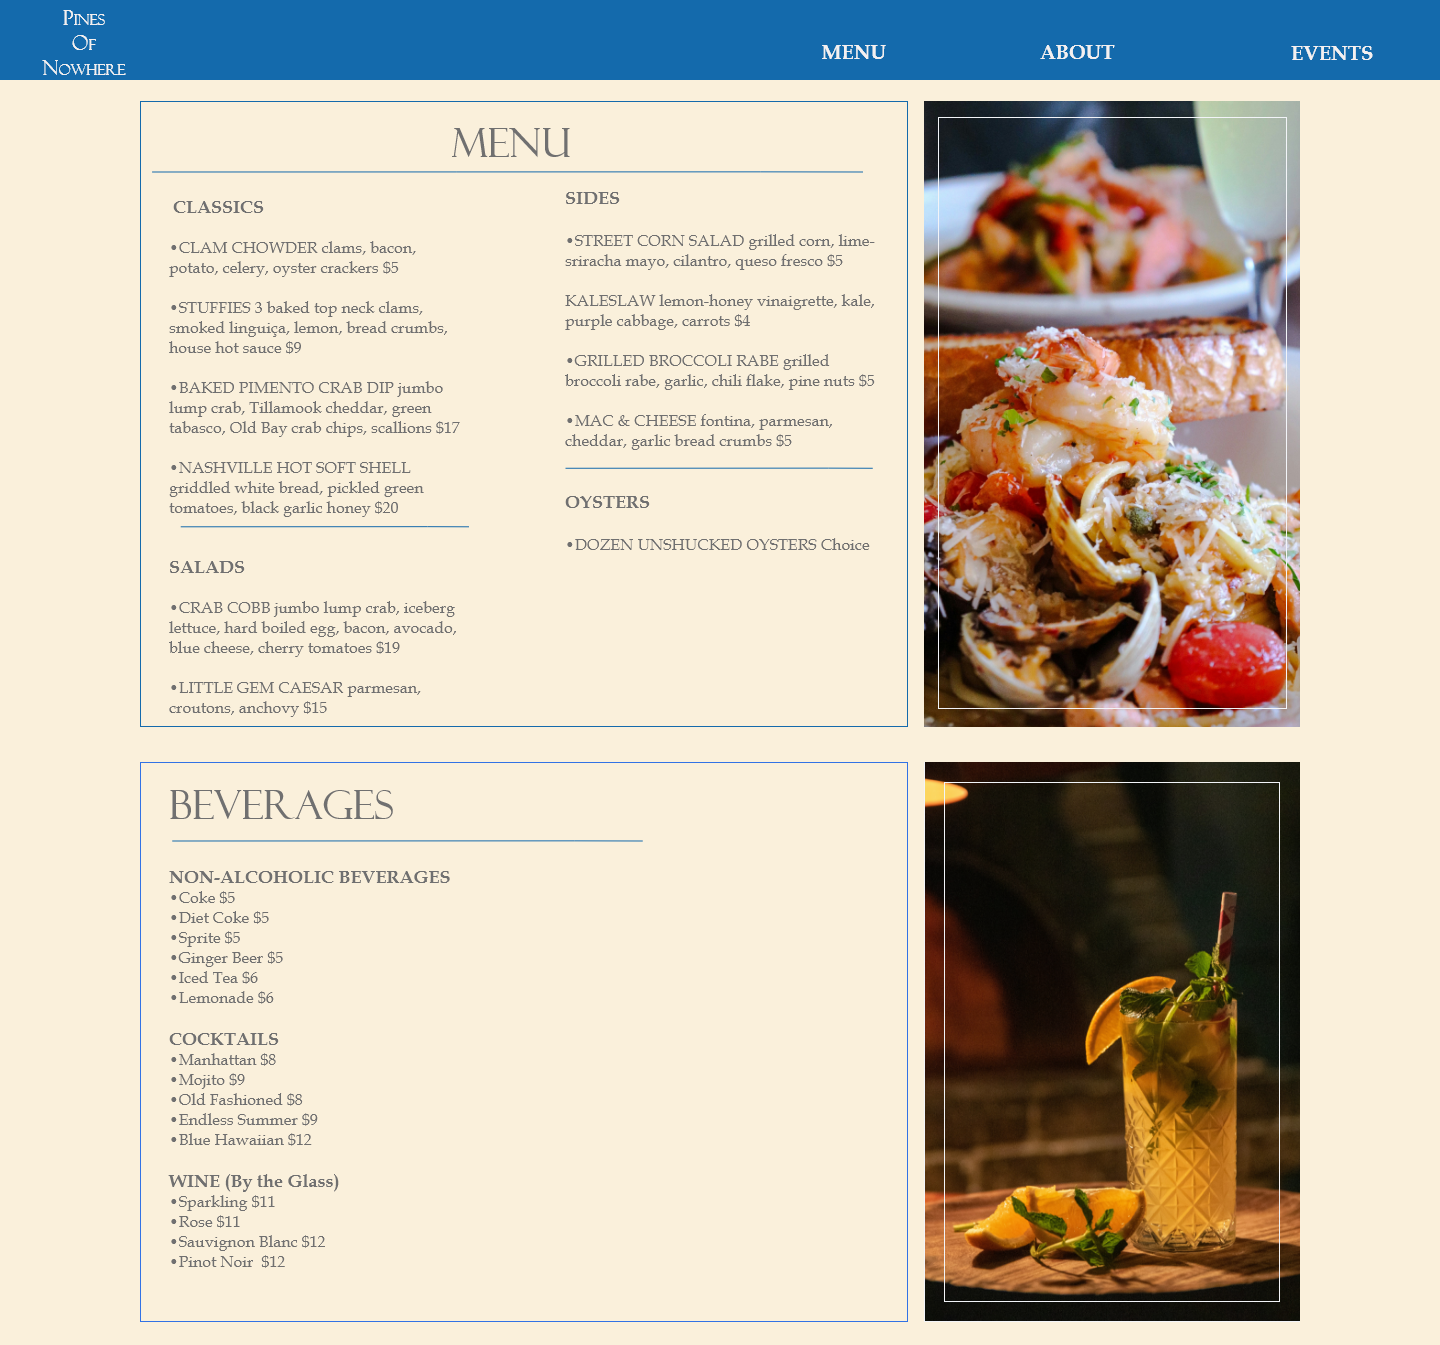 PINES
OF
NOWHERE
MENU
ABOUT
EVENTS
MENU
CLASSICS
•CLAM CHOWDER clams, bacon,
potato, celery, oyster crackers $5
•STUFFIES 3 baked top neck clams,
smoked linguiça, lemon, bread crumbs,
house hot sauce $9
•BAKED PIMENTO CRAB DIP jumbo
lump crab, Tillamook cheddar, green
tabasco, Old Bay crab chips, scallions $17
•NASHVILLE HOT SOFT SHELL
griddled white bread, pickled green
tomatoes, black garlic honey $20
SALADS
•CRAB COBB jumbo lump crab, iceberg
lettuce, hard boiled egg, bacon, avocado,
blue cheese, cherry tomatoes $19
•LITTLE GEM CAESAR parmesan,
croutons, anchovy $15
SIDES
•STREET CORN SALAD grilled corn, lime-
sriracha mayo, cilantro, queso fresco $5
KALESLAW lemon-honey vinaigrette, kale,
purple cabbage, carrots $4
•GRILLED BROCCOLI RABE grilled
broccoli rabe, garlic, chili flake, pine nuts $5
•MAC & CHEESE fontina, parmesan,
cheddar, garlic bread crumbs $5
OYSTERS
•DOZEN UNSHUCKED OYSTERS Choice
BEVERAGES
NON-ALCOHOLIC BEVERAGES
•Coke $5
•Diet Coke $5
•Sprite $5
•Ginger Beer $5
•Iced Tea $6
•Lemonade $6
COCKTAILS
•Manhattan $8
•Mojito $9
•Old Fashioned $8
•Endless Summer $9
•Blue Hawaiian $12
WINE (By the Glass)
•Sparkling $11
•Rose $11
•Sauvignon Blanc $12
•Pinot Noir  $12